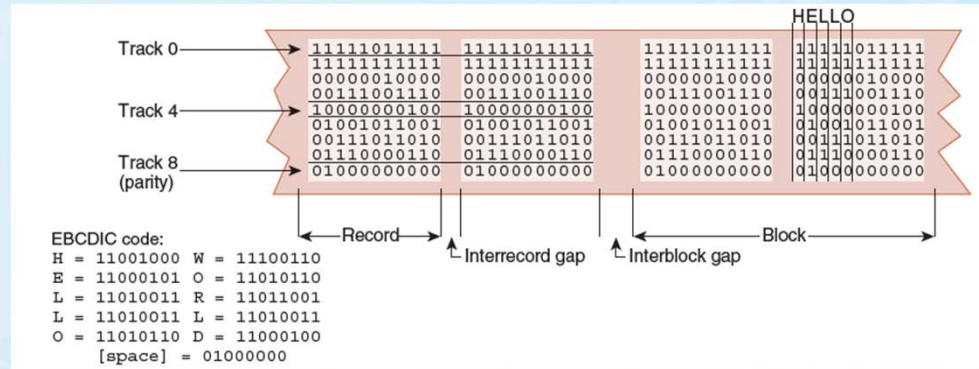 HELLO
Track 0
11111011111 11111011111 11111011111 11111011111
11111111111 11111111111 11111111111 11111111111
00000010000 00000010000 00000010000 00000010000
00111001110 00111001110 00111001110 00111001110
Track 4
10000000100 10000000100 10000000100 10000000100
01001011001 01001011001 01001011001 01001011001
00111011010 00111011010 00111011010 00111011010
01110000110 01110000110 01110000110 01110000110
Track 8
(parity)
01000000000 01000000000 01000000000 01000000000
Record
Interrecord gap
Interblock gap
Block
EBCDIC code:
H = 11001000 W = 11100110
E = 11000101 O = 11010110
L = 11010011 R = 11011001
L = 11010011 L = 11010011
O = 11010110 D = 11000100
[space] = 01000000